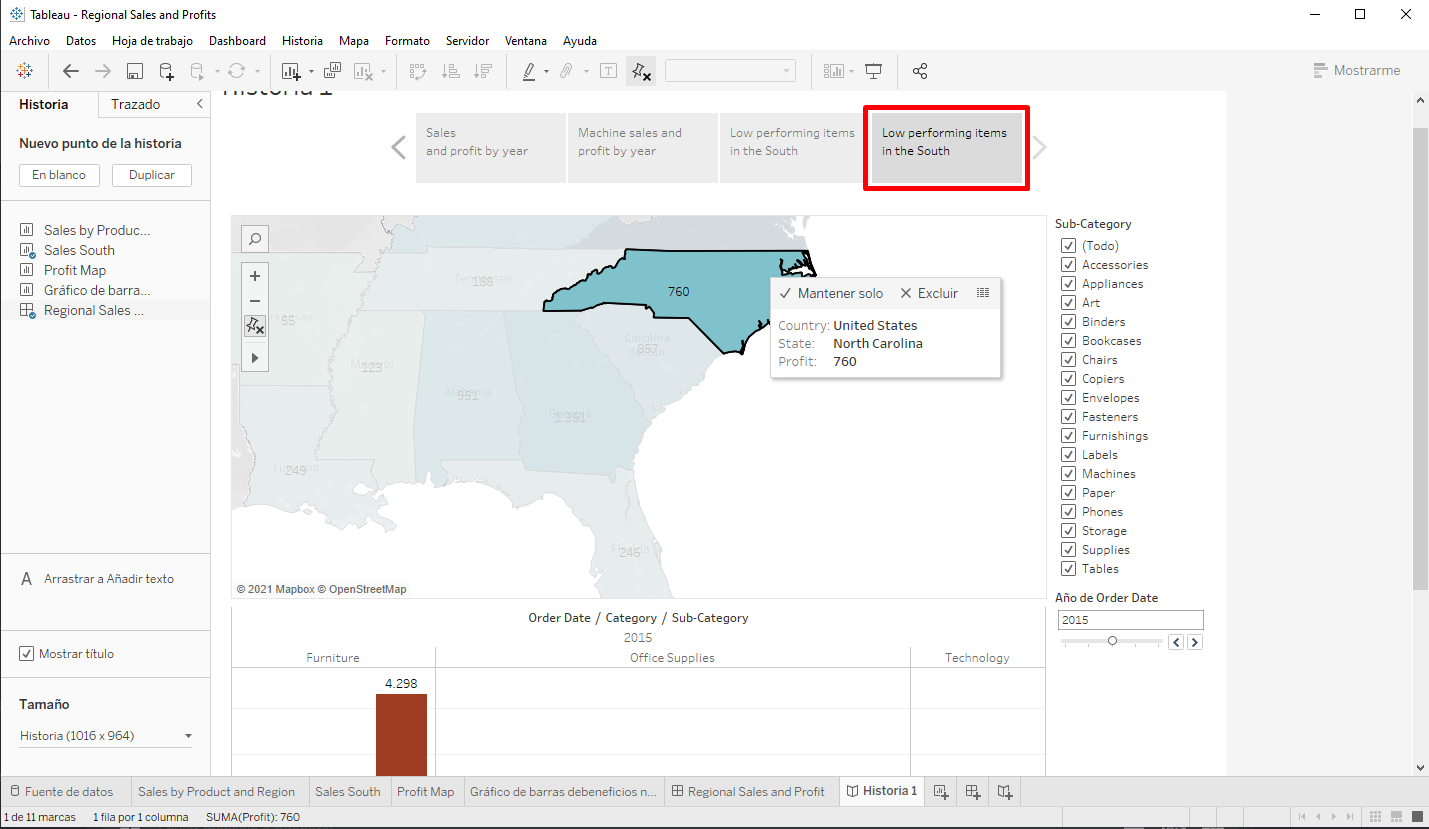 Tableau - Regional Sales and Profits
Archivo Datos Hoja de trabajo Dashboard Historia Mapa Formato Servidor Ventana Ayuda
Mostrarme
Historia Trazado
Historia 1
Nuevo punto de la historia
En blanco Duplicar
Sales by Produc...
Sales South
Profit Map
Gráfico de barra...
Regional Sales ...
A Arrastrar a Añadir texto
Mostrar título
Tamaño
Historia (1016 x 964)
Sales
and profit by year
Machine sales and
profit by year
Low performing items
in the South
Low performing items
in the South
Tennessee
188
760
55
Carolina
del Sur
857
123
Alabama
951
Georgia
1.351
249
Florida
246
Mantener solo Excluir
Country: United States
State: North Carolina
Profit: 760
© 2021 Mapbox © OpenStreetMap
Sub-Category
(Todo)
Accessories
Appliances
Art
Binders
Bookcases
Chairs
Copiers
Envelopes
Fasteners
Furnishings
Labels
Machines
Paper
Phones
Storage
Supplies
Tables
Año de Order Date
2015
Order Date / Category / Sub-Category
2015
Furniture Office Supplies Technology
4.298
Fuente de datos Sales by Product and Region Sales South Profit Map Gráfico de barras debeneficios n... Regional Sales and Profit Historia 1
1 de 11 marcas 1 fila por 1 columna SUMA(Profit): 760